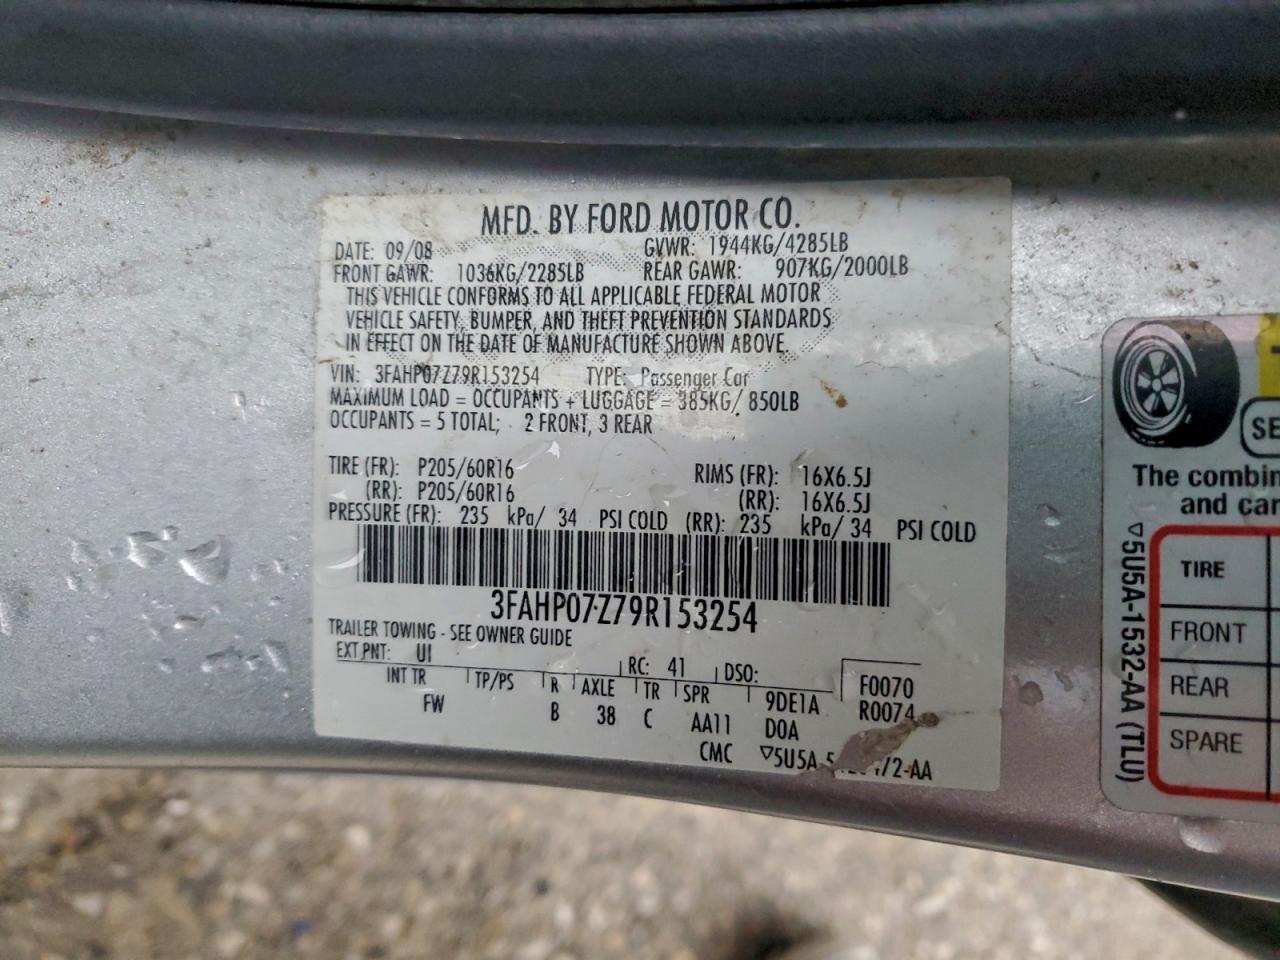 MFD. BY FORD MOTOR CO.
DATE: 09/08 GVWR: 1944KG/4285LB
FRONT GAWR: 1036KG/2285LB REAR GAWR: 907KG/2000LB
THIS VEHICLE CONFORMS TO ALL APPLICABLE FEDERAL MOTOR
VEHICLE SAFETY, BUMPER, AND THEFT PREVENTION STANDARDS
IN EFFECT ON THE DATE OF MANUFACTURE SHOWN ABOVE.
VIN: 3FAHP07Z79R153254 TYPE: Passenger Car
MAXIMUM LOAD = OCCUPANTS + LUGGAGE = 385KG/ 850LB
OCCUPANTS = 5 TOTAL; 2 FRONT, 3 REAR
TIRE (FR): P205/60R16 RIMS (FR): 16X6.5J
(RR): P205/60R16 (RR): 16X6.5J
PRESSURE (FR): 235 kPa/ 34 PSI COLD (RR): 235 kPa/ 34 PSI COLD
3FAHP07Z79R153254
TRAILER TOWING - SEE OWNER GUIDE
EXT PNT: UI RC: 41 DSO: F0070
INT TR TP/PS R AXLE TR SPR 9DE1A R0074
FW B 38 C AA11 D0A
CMC ▽5U5A- /2-AA
SE
The combin
and car
TIRE
FRONT
REAR
SPARE
▽5U5A-1532-AA (TLU)